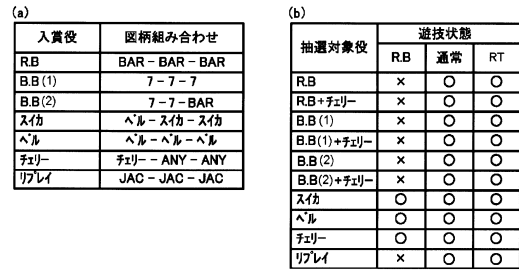 (a)
入賞役 図柄組み合わせ
R.B BAR − BAR − BAR
B.B(1) 7 − 7 − 7
B.B(2) 7 − 7 − BAR
スイカ ベル − スイカ − スイカ
ベル ベル − ベル − ベル
チェリー チェリー − ANY − ANY
リプレイ JAC − JAC − JAC
(b)
抽選対象役 遊技状態
R.B 通常 RT
R.B × ○ ○
R.B+チェリー × ○ ○
B.B(1) × ○ ○
B.B(1)+チェリー × ○ ○
B.B(2) × ○ ○
B.B(2)+チェリー × ○ ○
スイカ ○ ○ ○
ベル ○ ○ ○
チェリー ○ ○ ○
リプレイ × ○ ○